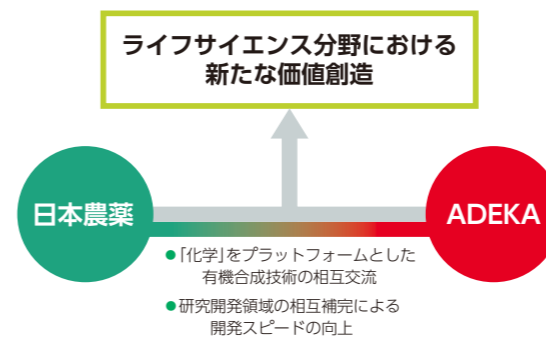 ライフサイエンス分野における
新たな価値創造
日本農薬
ADEKA
●「化学」をプラットフォームとした
有機合成技術の相互交流
●研究開発領域の相互補完による
開発スピードの向上